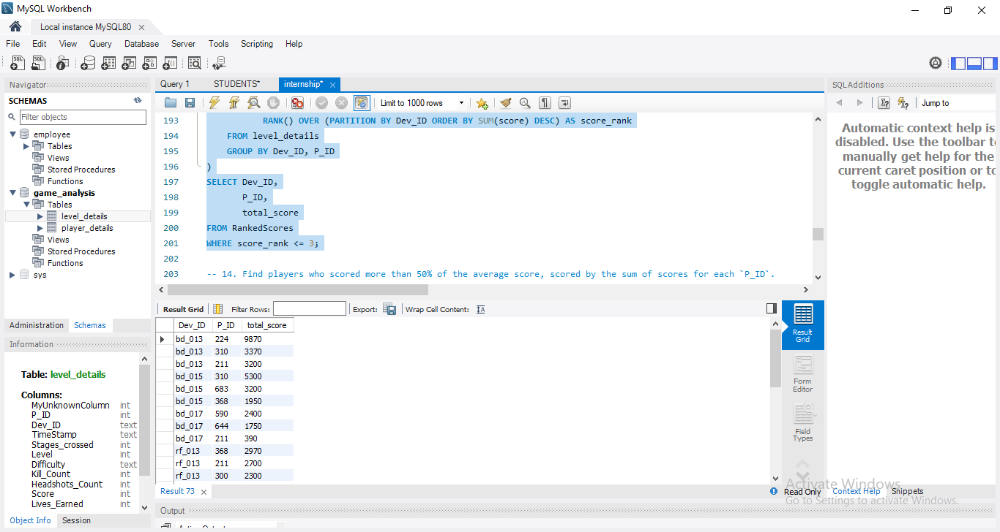 MySQL Workbench
Local instance MySQL80
File Edit View Query Database Server Tools Scripting Help
Navigator
SCHEMAS
Filter objects
employee
Tables
Views
Stored Procedures
Functions
game_analysis
Tables
level_details
player_details
Views
Stored Procedures
Functions
sys
Administration Schemas
Information
Table: level_details
Columns:
MyUnknownColumn int
P_ID int
Dev_ID text
TimeStamp text
Stages_crossed int
Level int
Difficulty text
Kill_Count int
Headshots_Count int
Score int
Lives_Earned int
Object Info Session
Query 1 STUDENTS* internship*
Limit to 1000 rows
193 RANK() OVER (PARTITION BY Dev_ID ORDER BY SUM(score) DESC) AS score_rank
194 FROM level_details
195 GROUP BY Dev_ID, P_ID
196 )
197 SELECT Dev_ID,
198 P_ID,
199 total_score
200 FROM RankedScores
201 WHERE score_rank <= 3;
202
203 -- 14. Find players who scored more than 50% of the average score, scored by the sum of scores for each `P_ID`.
Result Grid Filter Rows: Export: Wrap Cell Content:
Dev_ID P_ID total_score
bd_013 224 9870
bd_013 310 3370
bd_013 211 3200
bd_015 310 5300
bd_015 683 3200
bd_015 368 1950
bd_017 590 2400
bd_017 644 1750
bd_017 211 390
rf_013 368 2970
rf_013 211 2700
rf_013 300 2300
Result Grid
Form Editor
Field Types
Result 73
Read Only
Output
SQLAdditions
Jump to
Automatic context help is
disabled. Use the toolbar to
manually get help for the
current caret position or to
toggle automatic help.
Context Help Snippets
Activate Windows
Go to Settings to activate Windows.